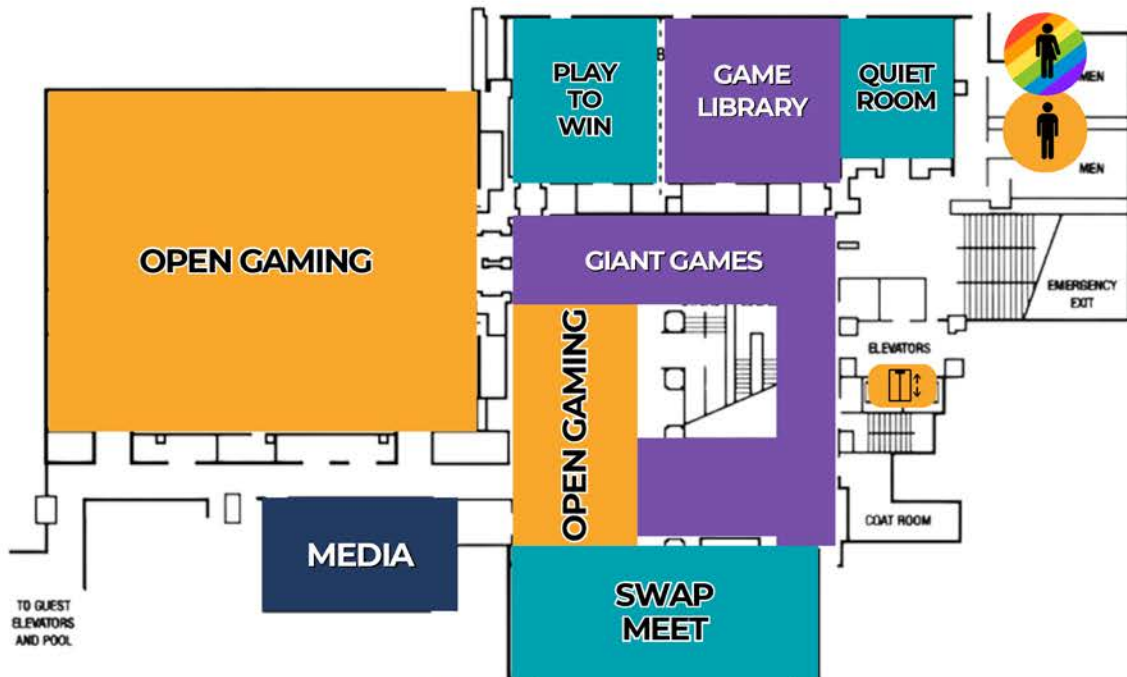 PLAY
TO
WIN
GAME
LIBRARY
QUIET
ROOM
MEN
MEN
OPEN GAMING
GIANT GAMES
EMERGENCY
EXIT
OPEN GAMING
ELEVATORS
COAT ROOM
MEDIA
SWAP
MEET
TO GUEST
ELEVATORS
AND POOL